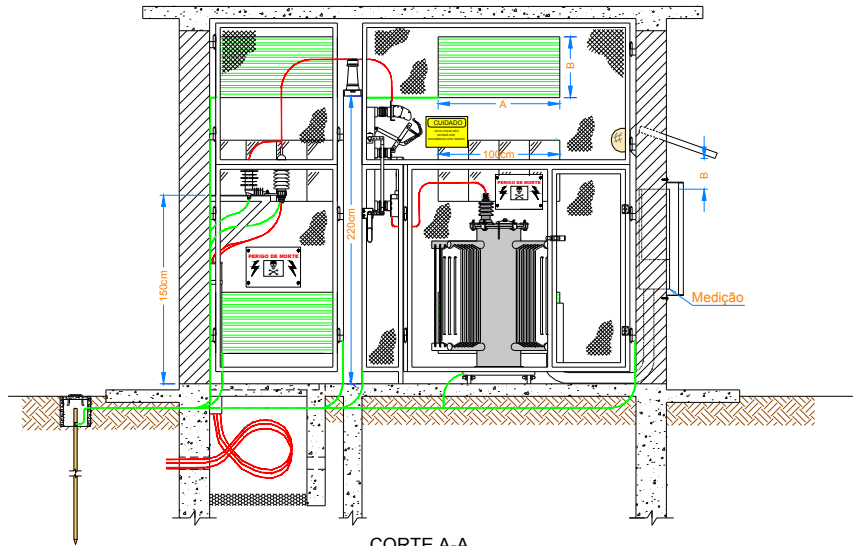 B
A
CUIDADO
100cm
B
PERIGO DE MORTE
220cm
150cm
PERIGO DE MORTE
Medição
CORTE A-A